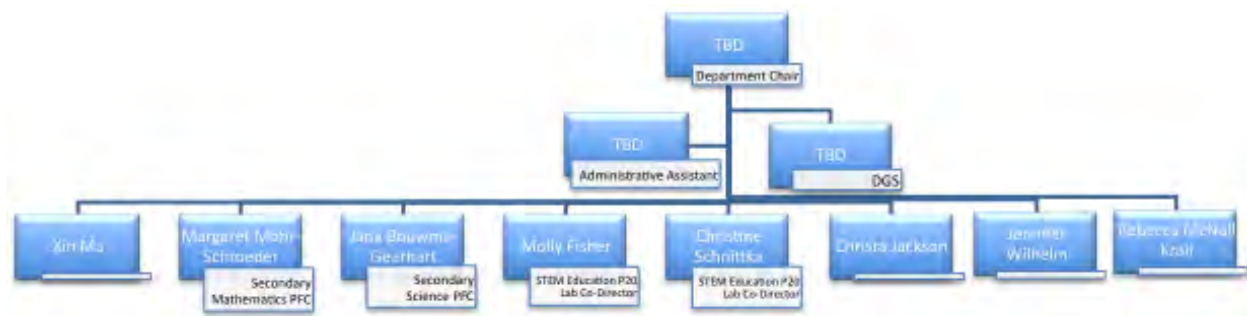 TBD
Department Chair
TBD
Administrative Assistant
TBD
DGS
Xin Ma
Margaret Mohr-
Schroeder
Secondary
Mathematics PFC
Jana Bouwma-
Gearhart
Secondary
Science PFC
Molly Fisher
STEM Education P20
Lab Co-Director
Christine
Schnittka
STEM Education P20
Lab Co-Director
Christa Jackson
Jennifer
Wilhelm
Rebecca McNall
Krall